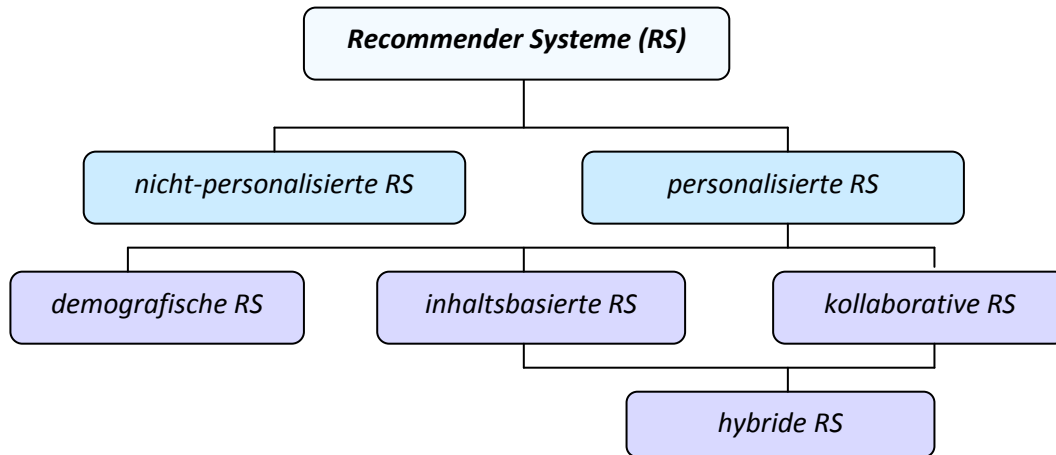 Recommender Systeme (RS)
nicht-personalisierte RS
personalisierte RS
demografische RS
inhaltsbasierte RS
kollaborative RS
hybride RS